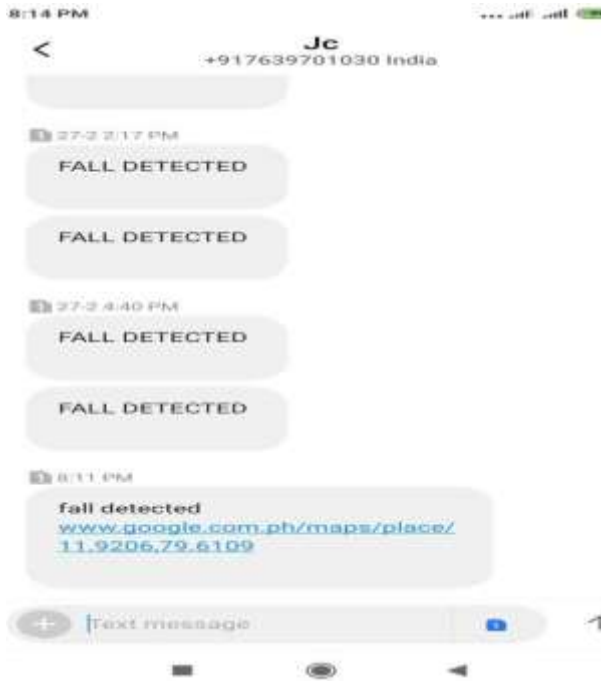 8:14 PM
Jc
+917639701030 India
27-2 2:17 PM
FALL DETECTED
FALL DETECTED
27-2 4:40 PM
FALL DETECTED
FALL DETECTED
8:11 PM
fall detected
www.google.com.ph/maps/place/
11.9206,79.6109
Text message